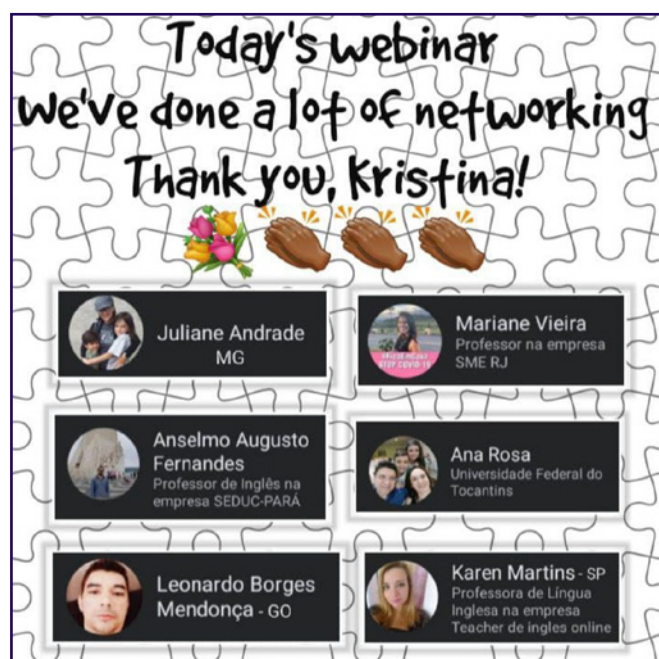 Today's webinar
We've done a lot of networking
Thank you, Kristina!
Juliane Andrade
MG
Mariane Vieira
Professor na empresa
SME RJ
Anselmo Augusto
Fernandes
Professor de Inglês na
empresa SEDUC-PARÁ
Ana Rosa
Universidade Federal do
Tocantins
Leonardo Borges
Mendonça - GO
Karen Martins - SP
Professora de Língua
Inglesa na empresa
Teacher de ingles online